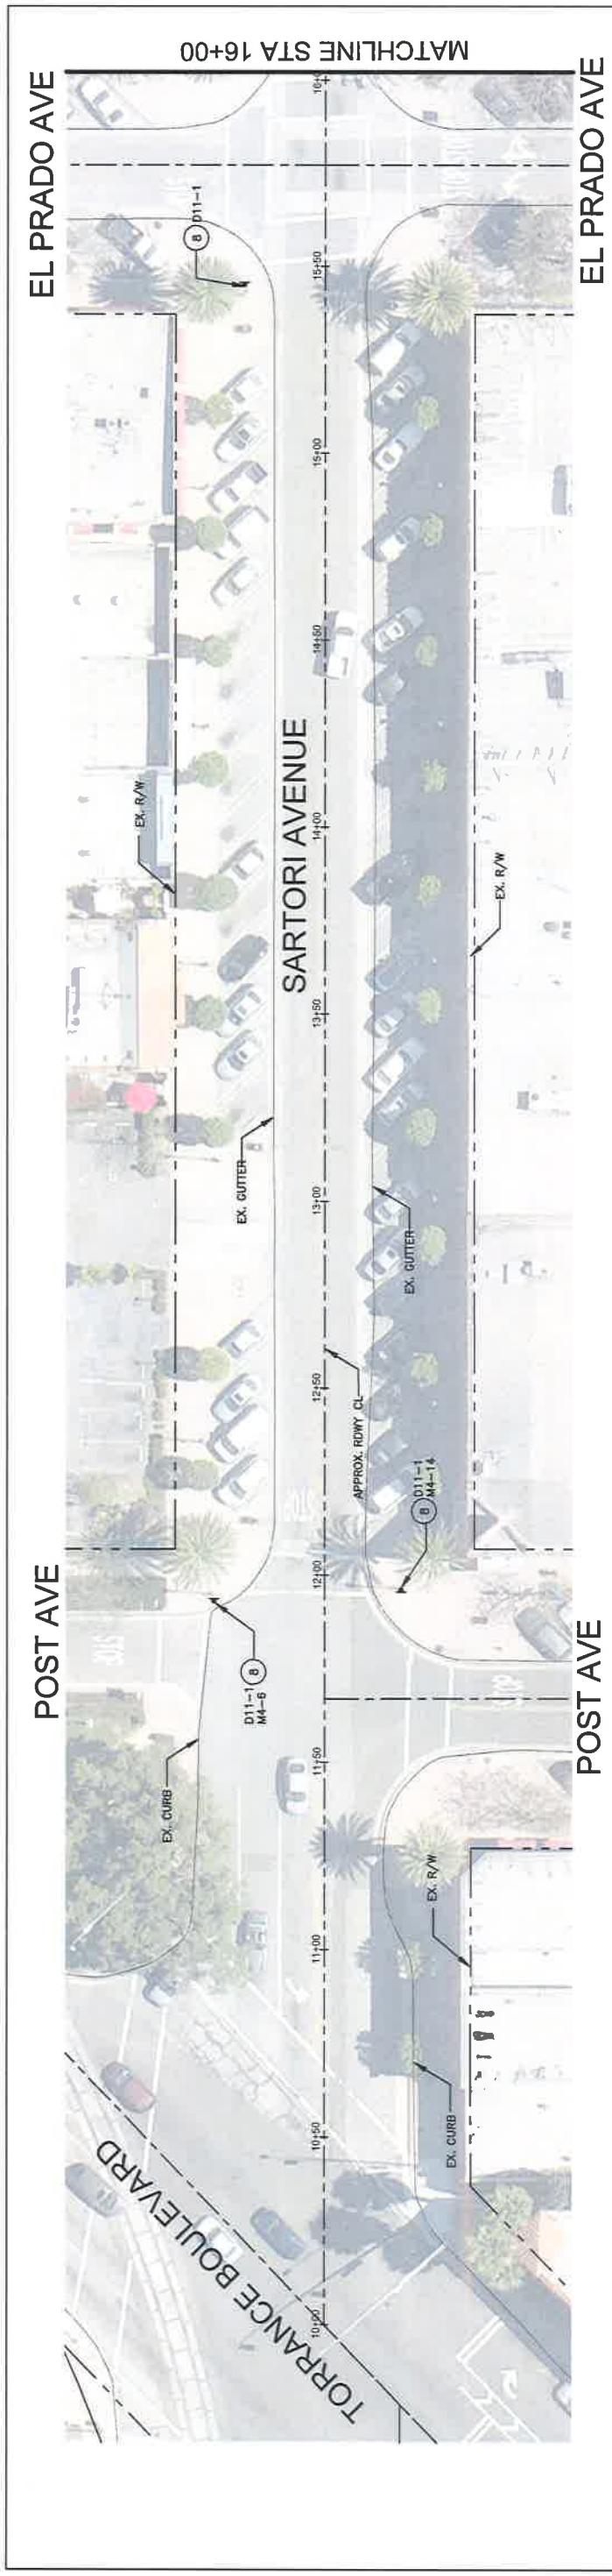 MATCHLINE STA 16+00
EL PRADO AVE
EL PRADO AVE
8
D11-1
15+50
15+00
14+50
14+00
13+50
13+00
12+50
12+00
11+50
11+00
10+50
10+00
SARTORI AVENUE
EX. R/W
EX. R/W
EX. GUTTER
EX. GUTTER
APPROX. RDWY CL
8
D11-1
M4-14
POST AVE
POST AVE
D11-1
M4-6
8
EX. CURB
EX. R/W
EX. CURB
TORRANCE BOULEVARD
STOP